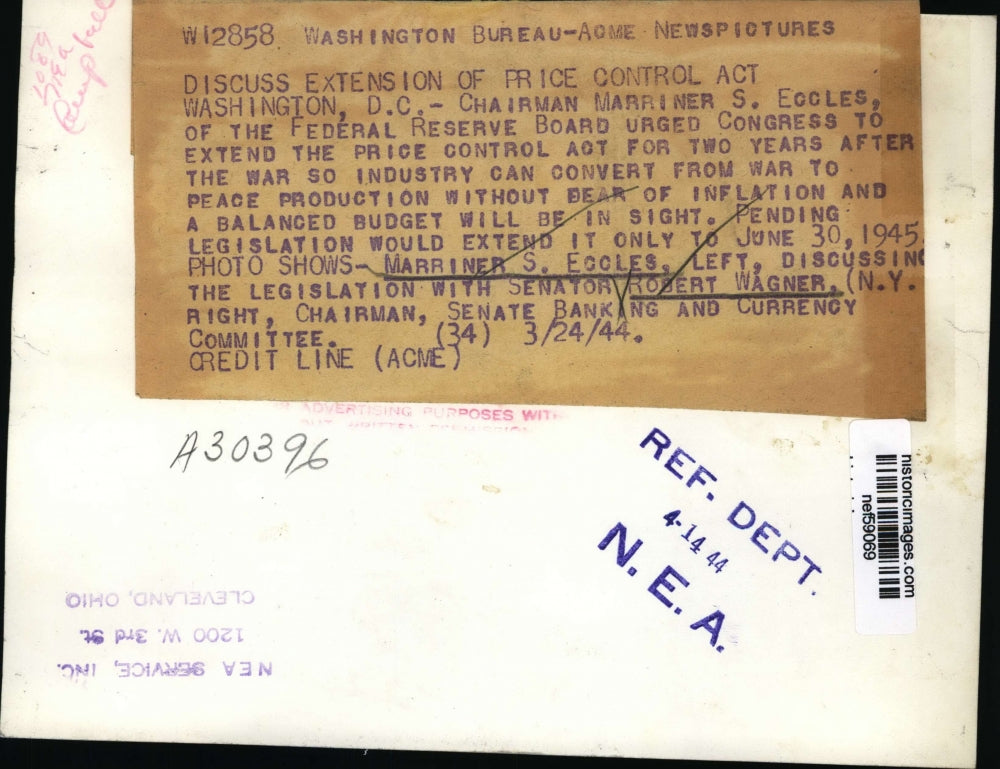 W12858 WASHINGTON BUREAU-ACME NEWSPICTURES
DISCUSS EXTENSION OF PRICE CONTROL ACT
WASHINGTON, D.C.- CHAIRMAN MARRINER S. ECCLES,
OF THE FEDERAL RESERVE BOARD URGED CONGRESS TO
EXTEND THE PRICE CONTROL ACT FOR TWO YEARS AFTER
THE WAR SO INDUSTRY CAN CONVERT FROM WAR TO
PEACE PRODUCTION WITHOUT DEAR OF INFLATION AND
A BALANCED BUDGET WILL BE IN SIGHT. PENDING
LEGISLATION WOULD EXTEND IT ONLY TO JUNE 30, 1945.
PHOTO SHOWS- MARRINER S. ECCLES, LEFT, DISCUSSING
THE LEGISLATION WITH SENATOR ROBERT WAGNER, (N.Y.
RIGHT, CHAIRMAN, SENATE BANKING AND CURRENCY
COMMITTEE. (34) 3/24/44.
CREDIT LINE (ACME)
ADVERTISING PURPOSES WITH
A30396
REF. DEPT.
4-14 44
N. E. A.
historicimages.com
nef59069
NEA SERVICE, INC.
1200 W. 3rd St.
CLEVELAND, OHIO